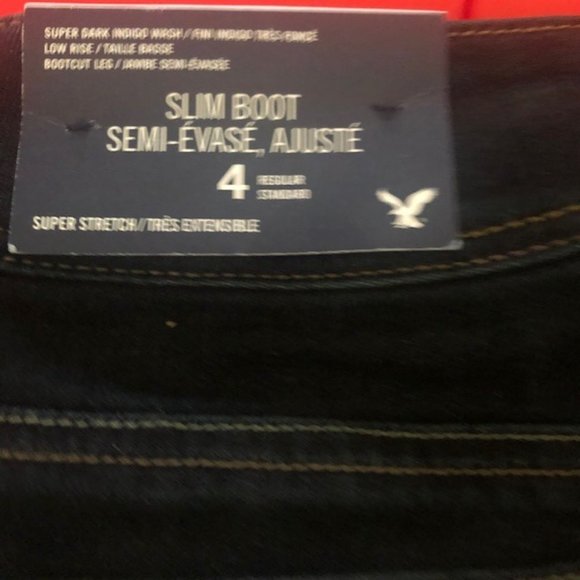 SUPER DARK INDIGO WASH / FINI INDIGO TRÈS FONCÉ
LOW RISE / TAILLE BASSE
BOOTCUT LEG / JAMBE SEMI-ÉVASÉE
SLIM BOOT
SEMI-ÉVASÉ, AJUSTÉ
4 REGULAR
STANDARD
SUPER STRETCH / TRÈS EXTENSIBLE